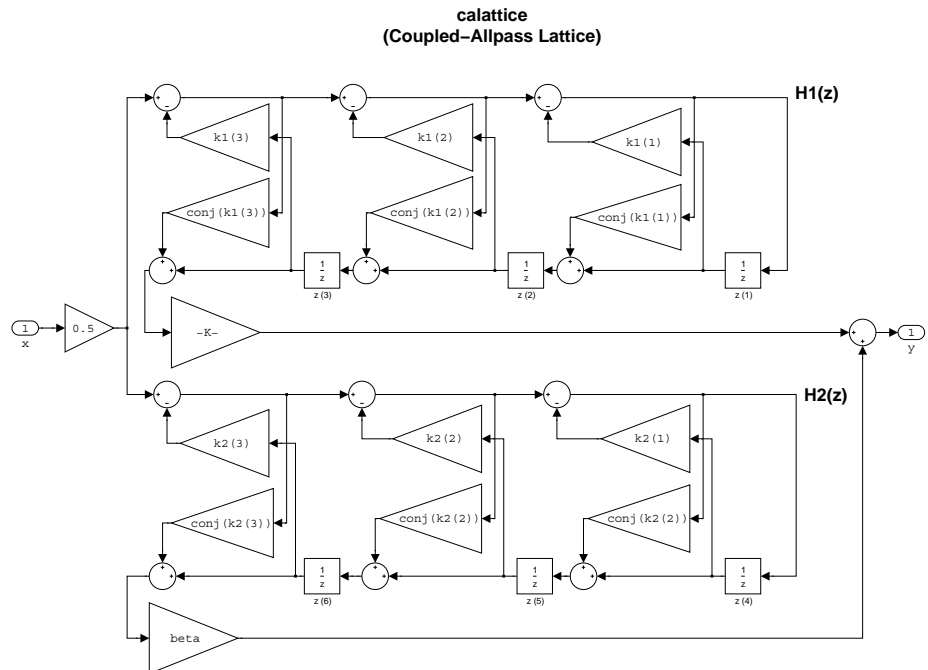 calattice
(Coupled−Allpass Lattice)
H1(z)
k1(3)
k1(2)
k1(1)
conj(k1(3))
conj(k1(2))
conj(k1(1))
1
z
z (3)
1
z
z (2)
1
z
z (1)
1
x
0.5
-K-
1
y
H2(z)
k2(3)
k2(2)
k2(1)
conj(k2(3))
conj(k2(2))
conj(k2(2))
1
z
z (6)
1
z
z (5)
1
z
z (4)
beta